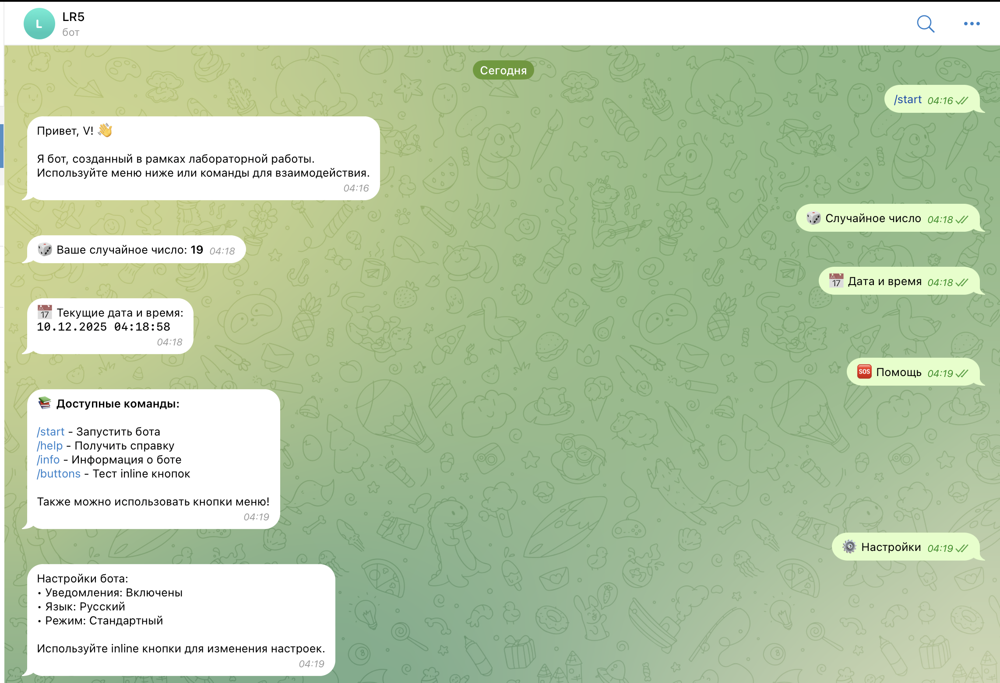 L
LR5
бот
Сегодня
/start 04:16
Привет, V! 👋
Я бот, созданный в рамках лабораторной работы.
Используйте меню ниже или команды для взаимодействия.
04:16
🎲 Случайное число 04:18
🎲 Ваше случайное число: 19 04:18
📅 Дата и время 04:18
📅 Текущие дата и время:
10.12.2025 04:18:58
04:18
🆘 Помощь 04:19
📚 Доступные команды:
/start - Запустить бота
/help - Получить справку
/info - Информация о боте
/buttons - Тест inline кнопок
Также можно использовать кнопки меню!
04:19
⚙️ Настройки 04:19
Настройки бота:
• Уведомления: Включены
• Язык: Русский
• Режим: Стандартный
Используйте inline кнопки для изменения настроек.
04:19